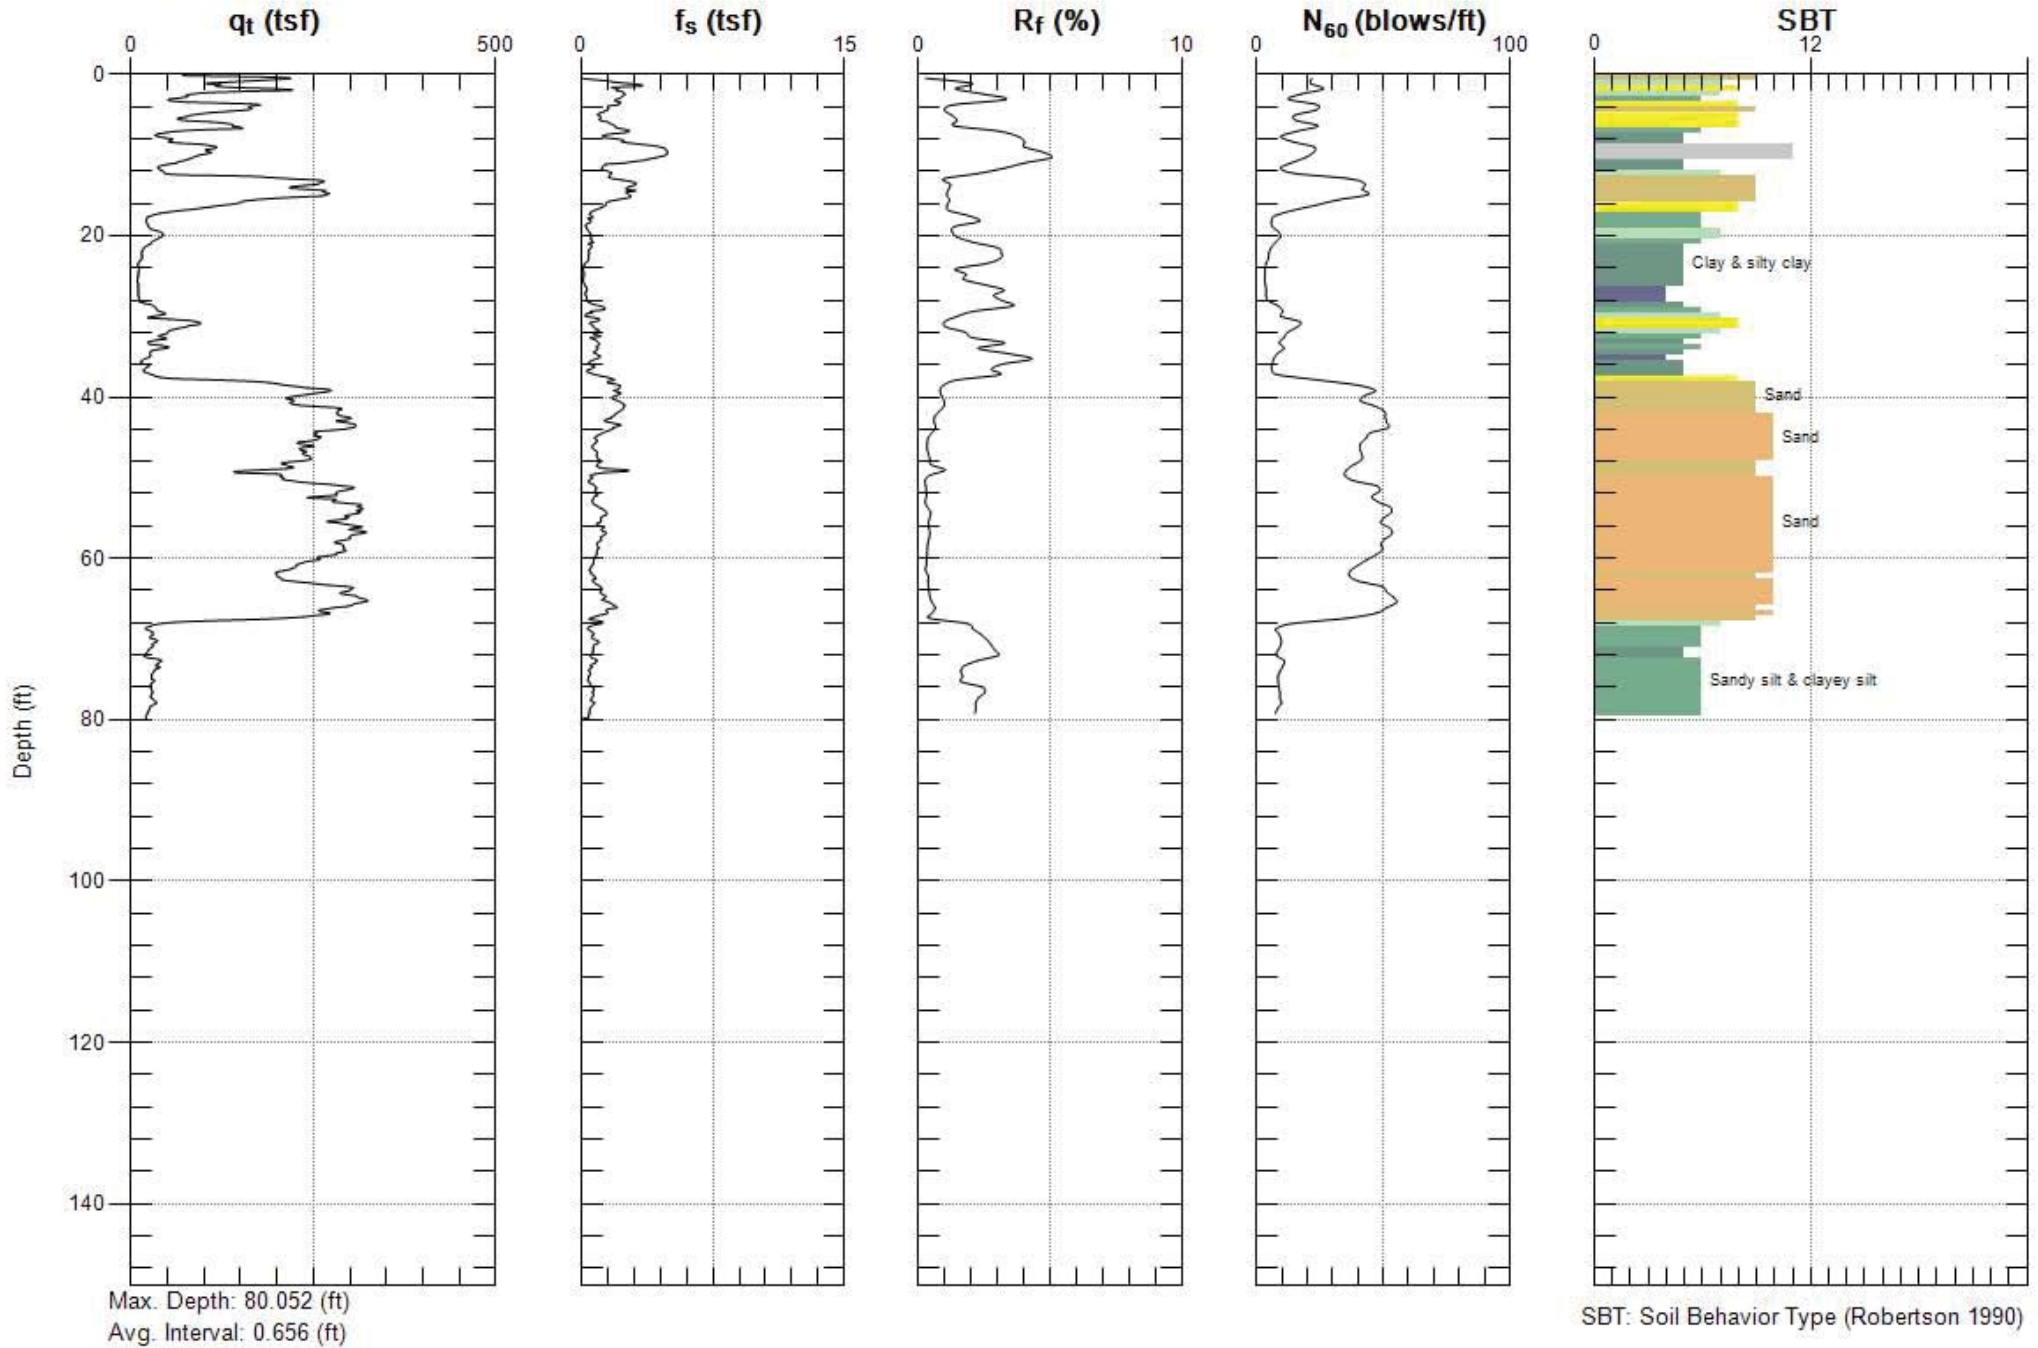 qt (tsf) fs (tsf) Rf (%) N60 (blows/ft) SBT
0 500 0 15 0 10 0 100 0 12
0
20
Clay & silty clay
40
Sand
Sand
Sand
60
Sandy silt & clayey silt
80
Depth (ft)
100
120
140
Max. Depth: 80.052 (ft)
Avg. Interval: 0.656 (ft)
SBT: Soil Behavior Type (Robertson 1990)